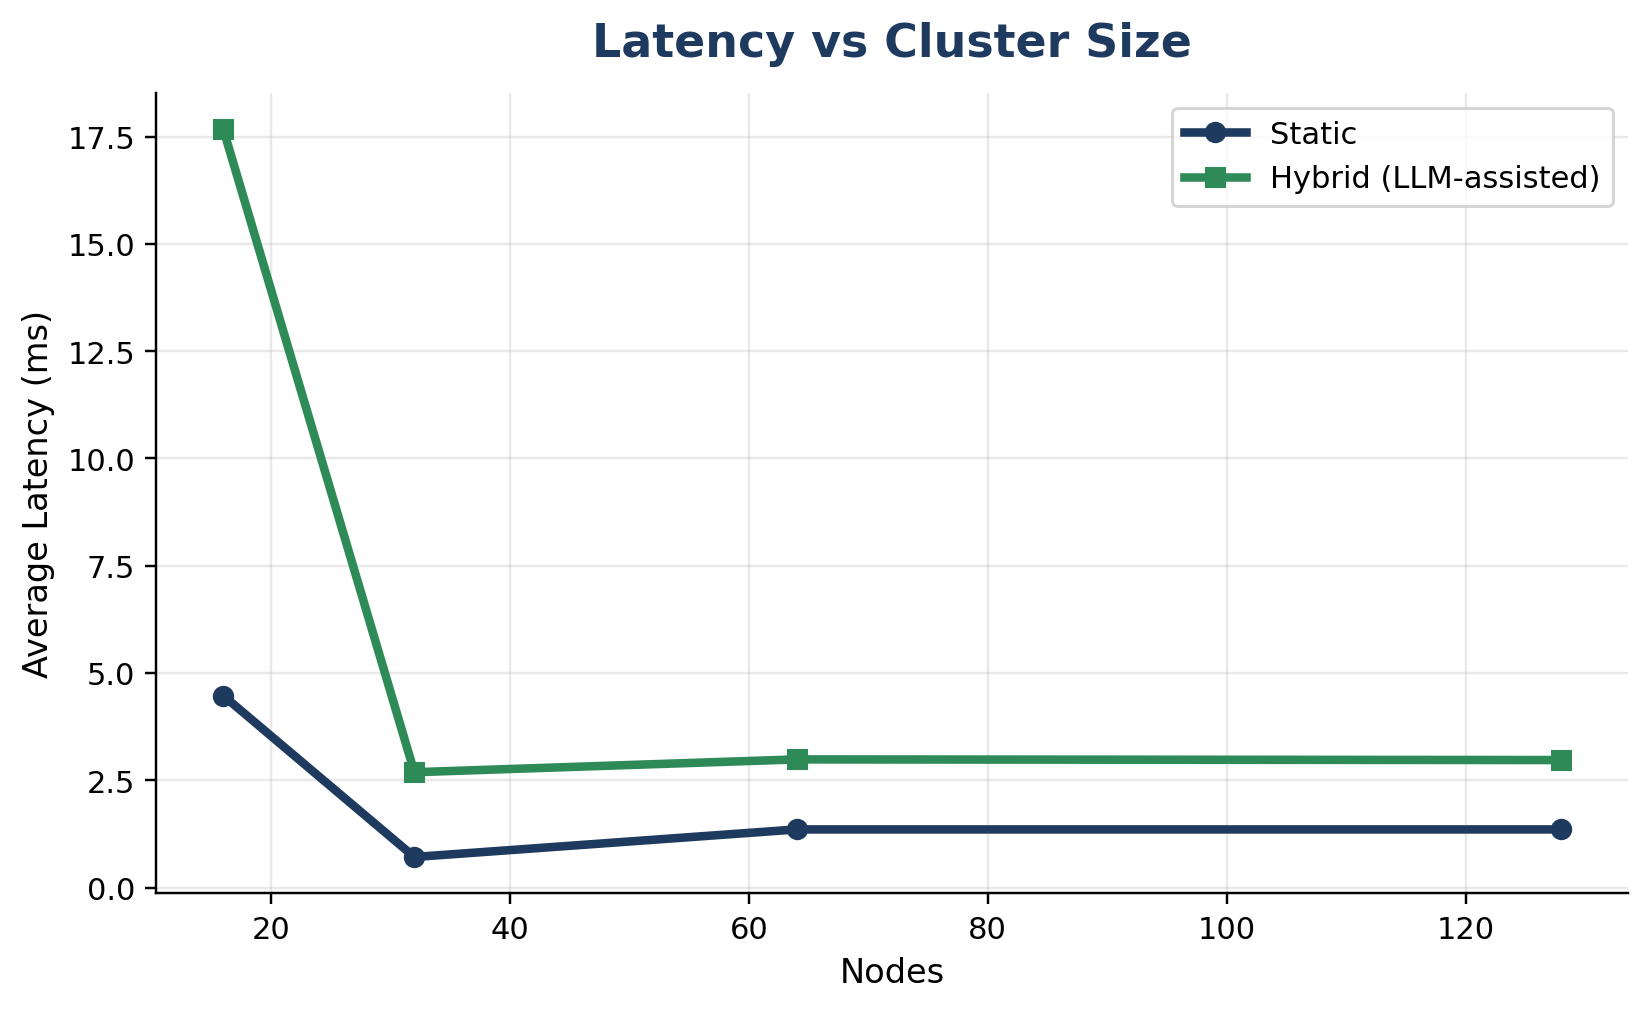 Latency vs Cluster Size
Static
Hybrid (LLM-assisted)
Average Latency (ms)
17.5
15.0
12.5
10.0
7.5
5.0
2.5
0.0
20 40 60 80 100 120
Nodes